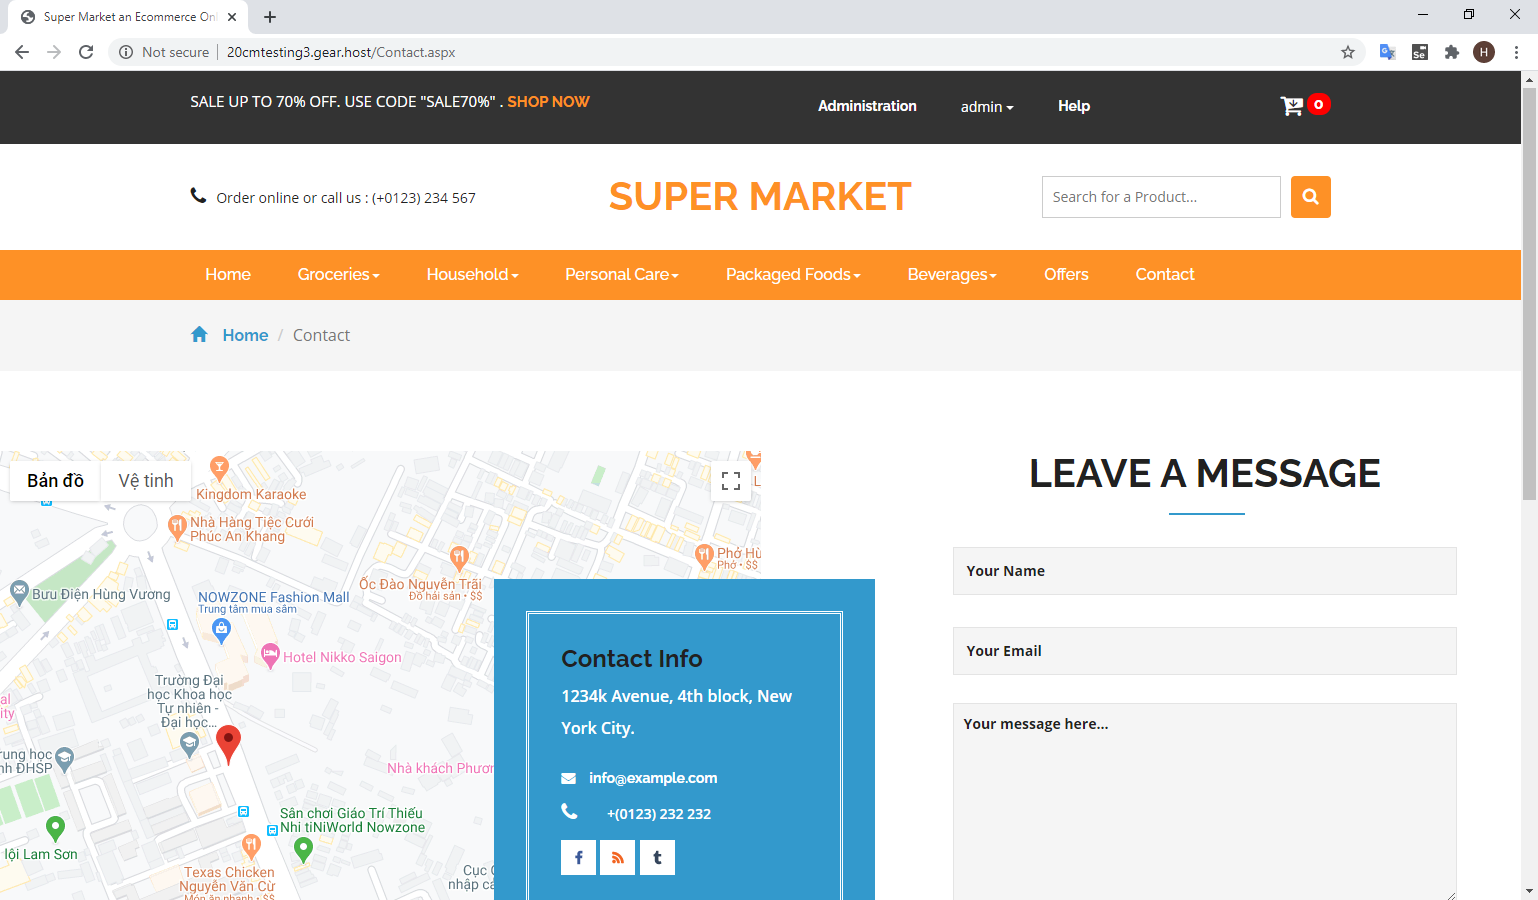 Super Market an Ecommerce Onl
Not secure
20cmtesting3.gear.host/Contact.aspx
H
SALE UP TO 70% OFF. USE CODE "SALE70%" . SHOP NOW
Administration
admin
Help
0
Order online or call us : (+0123) 234 567
SUPER MARKET
Search for a Product...
Home
Groceries
Household
Personal Care
Packaged Foods
Beverages
Offers
Contact
Home / Contact
Bản đồ
Vệ tinh
Kingdom Karaoke
Nhà Hàng Tiệc Cưới
Phúc An Khang
Phở Hù
Phở • $$
Ốc Đào Nguyễn Trãi
Đồ hải sản • $$
Bưu Điện Hùng Vương
NOWZONE Fashion Mall
Trung tâm mua sắm
Hotel Nikko Saigon
Trường Đại
học Khoa học
Tự nhiên -
Đại học...
al
ity
rung học
nh ĐHSP
Nhà khách Phươn
Sân chơi Giáo Trí Thiếu
Nhi tiNiWorld Nowzone
lội Lam Sơn
Texas Chicken
Nguyễn Văn Cừ
Món ăn nhanh • $$
Cục C
nhập cả
Contact Info
1234k Avenue, 4th block, New
York City.
info@example.com
+(0123) 232 232
LEAVE A MESSAGE
Your Name
Your Email
Your message here...